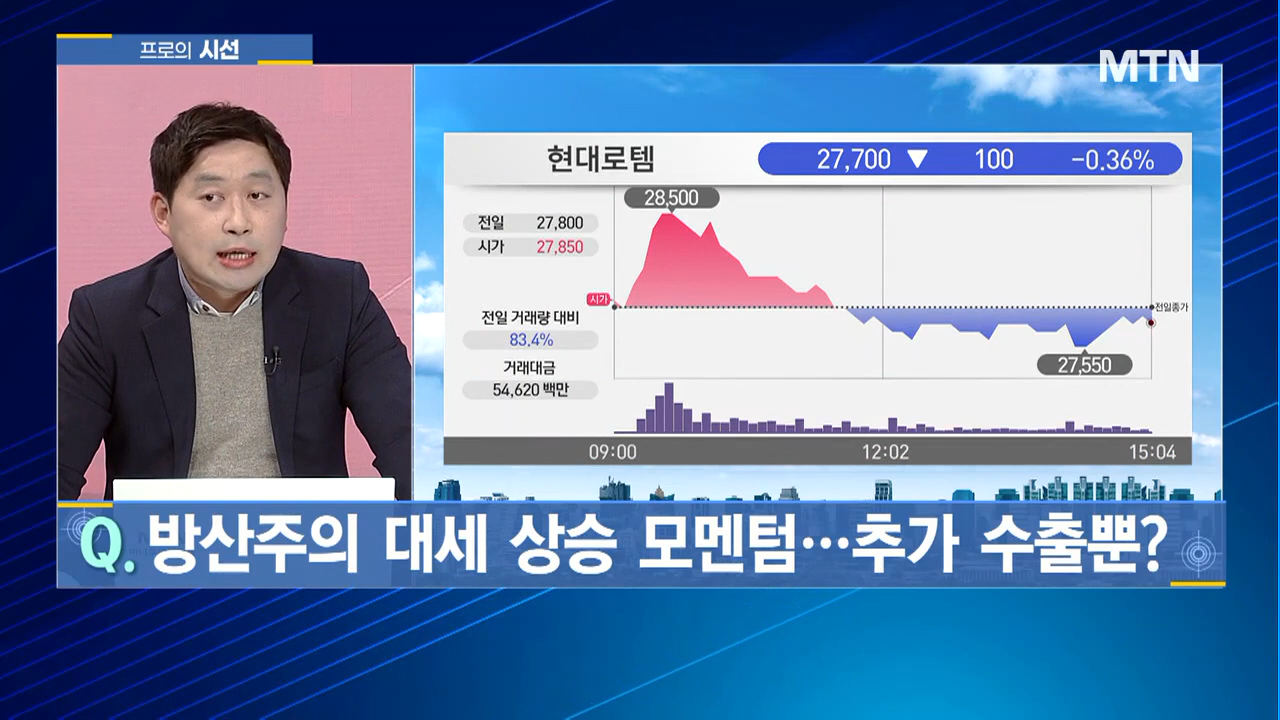 프로의 시선
MTN
현대로템 27,700 ▼ 100 -0.36%
28,500
전일 27,800
시가 27,850
시가
전일종가
전일 거래량 대비
83.4%
27,550
거래대금
54,620 백만
09:00 12:02 15:04
Q. 방산주의 대세 상승 모멘텀…추가 수출뿐?